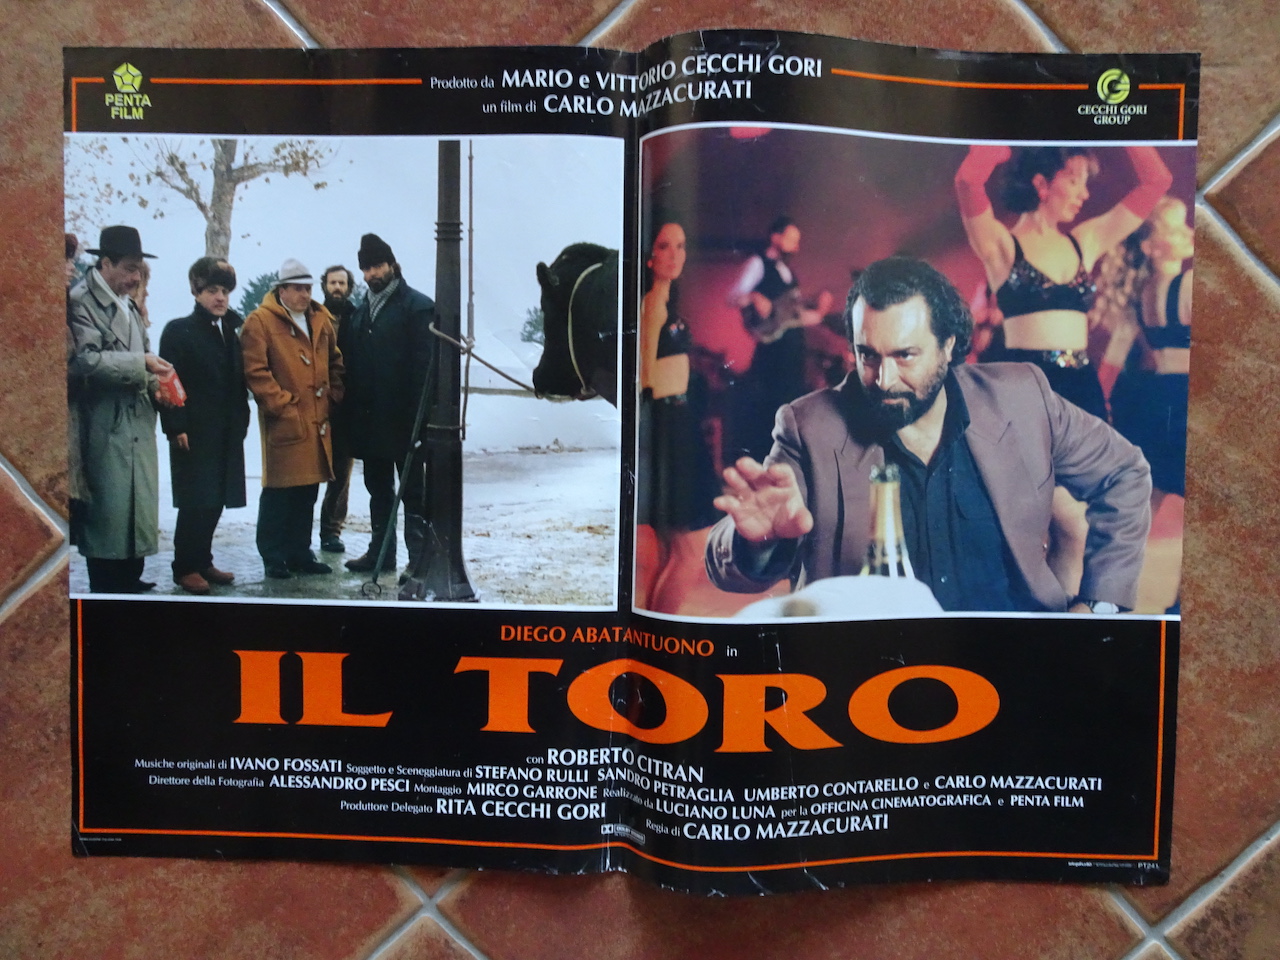 Prodotto da MARIO e VITTORIO CECCHI GORI
un film di CARLO MAZZACURATI
PENTA
FILM
CECCHI GORI
GROUP
DIEGO ABATANTUONO in
IL TORO
con ROBERTO CITRAN
Musiche originali di IVANO FOSSATI Soggetto e Sceneggiatura di STEFANO RULLI SANDRO PETRAGLIA UMBERTO CONTARELLO e CARLO MAZZACURATI
Direttore della Fotografia ALESSANDRO PESCI Montaggio MIRCO GARRONE Realizzato da LUCIANO LUNA per la OFFICINA CINEMATOGRAFICA e PENTA FILM
Produttore Delegato RITA CECCHI GORI
Regia di CARLO MAZZACURATI